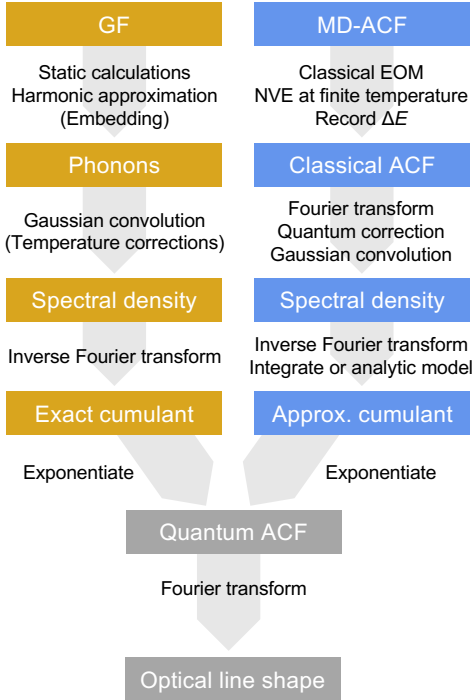 GF
Static calculations
Harmonic approximation
(Embedding)
Phonons
Gaussian convolution
(Temperature corrections)
Spectral density
Inverse Fourier transform
Exact cumulant
Exponentiate
MD-ACF
Classical EOM
NVE at finite temperature
Record ΔE
Classical ACF
Fourier transform
Quantum correction
Gaussian convolution
Spectral density
Inverse Fourier transform
Integrate or analytic model
Approx. cumulant
Exponentiate
Quantum ACF
Fourier transform
Optical line shape